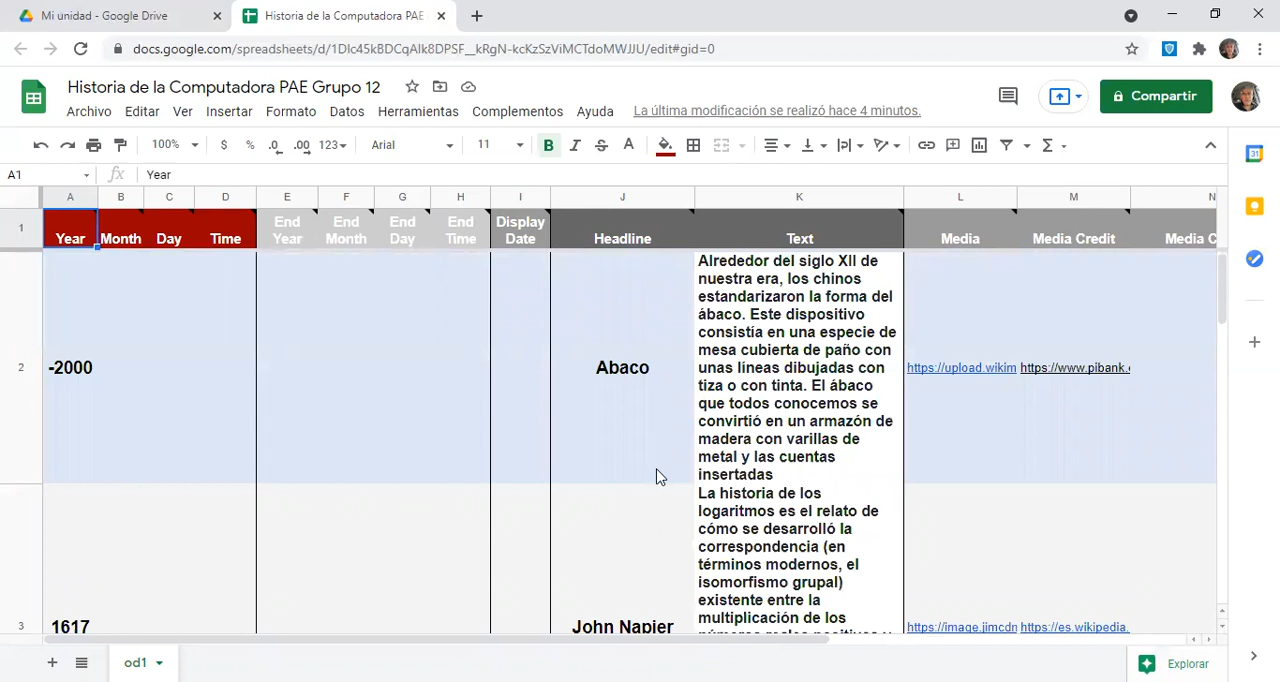 Mi unidad - Google Drive
Historia de la Computadora PAE
docs.google.com/spreadsheets/d/1Dlc45kBDCqAlk8DPSF__kRgN-kcKzSzViMCTdoMWJJU/edit#gid=0
Historia de la Computadora PAE Grupo 12
Archivo Editar Ver Insertar Formato Datos Herramientas Complementos Ayuda La última modificación se realizó hace 4 minutos.
Compartir
100% $ % .0 .00 123 Arial 11 B I S A
A1 fx Year
A B C D E F G H I J K L M N
1 Year Month Day Time End Year End Month End Day End Time Display Date Headline Text Media Media Credit Media C
2 -2000 Abaco
Alrededor del siglo XII de
nuestra era, los chinos
estandarizaron la forma del
ábaco. Este dispositivo
consistía en una especie de
mesa cubierta de paño con
unas líneas dibujadas con
tiza o con tinta. El ábaco
que todos conocemos se
convirtió en un armazón de
madera con varillas de
metal y las cuentas
insertadas
https://upload.wikim https://www.pibank.
3 1617 John Napier
La historia de los
logaritmos es el relato de
cómo se desarrolló la
correspondencia (en
términos modernos, el
isomorfismo grupal)
existente entre la
multiplicación de los
números reales positivos y
https://image.jimcdn https://es.wikipedia.
od1
Explorar